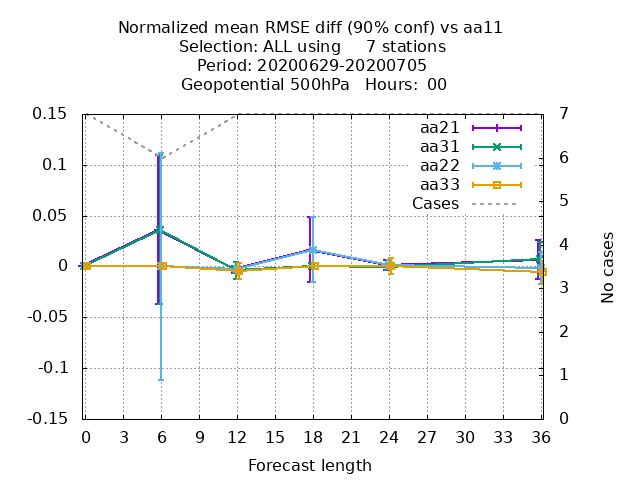 Normalized mean RMSE diff (90% conf) vs aa11
Selection: ALL using     7 stations
Period: 20200629-20200705
Geopotential 500hPa   Hours:  00
0.15
0.1
0.05
0
-0.05
-0.1
-0.15
aa21
aa31
aa22
aa33
Cases
7
6
5
4
3
2
1
0
No cases
0 3 6 9 12 15 18 21 24 27 30 33 36
Forecast length